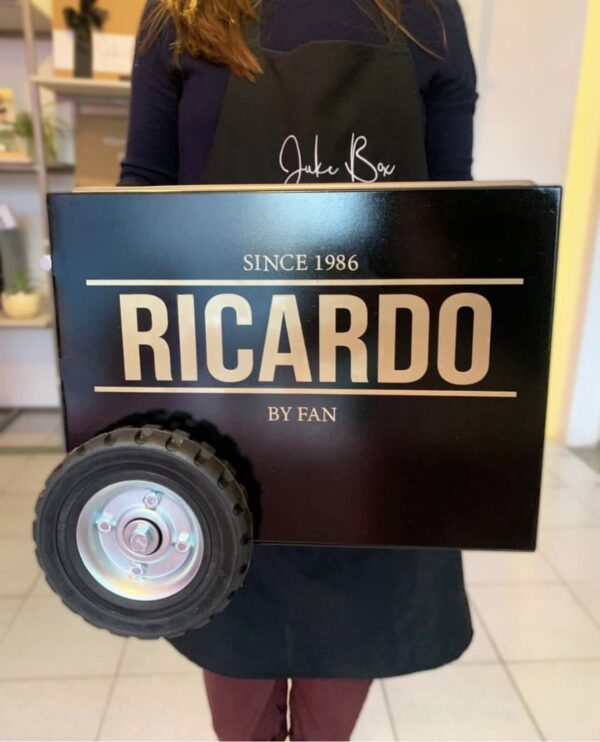 Juke Box
SINCE 1986
RICARDO
BY FAN